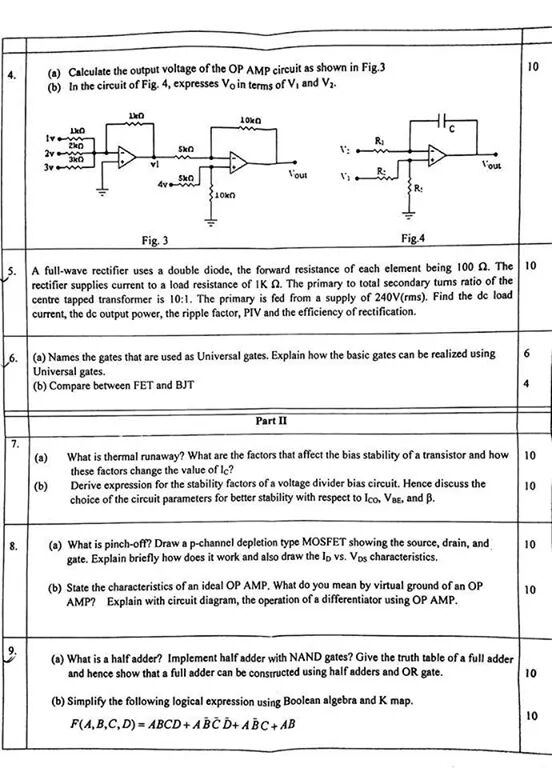 4. (a) Calculate the output voltage of the OP AMP circuit as shown in Fig.3 10
(b) In the circuit of Fig. 4, expresses Vo in terms of V₁ and V₂.
1kΩ
10kΩ
C
1v 1kΩ
2v 2kΩ
3v 3kΩ
v1
5kΩ
4v 5kΩ
10kΩ
Vout
V₂ R₁
V₁
Vout
Fig. 3 Fig.4
5. A full-wave rectifier uses a double diode, the forward resistance of each element being 100 Ω. The 10
rectifier supplies current to a load resistance of 1K Ω. The primary to total secondary turns ratio of the
centre tapped transformer is 10:1. The primary is fed from a supply of 240V(rms). Find the dc load
current, the dc output power, the ripple factor, PIV and the efficiency of rectification.
6. (a) Names the gates that are used as Universal gates. Explain how the basic gates can be realized using 6
Universal gates.
(b) Compare between FET and BJT 4
Part II
7.
(a) What is thermal runaway? What are the factors that affect the bias stability of a transistor and how 10
these factors change the value of I_C?
(b) Derive expression for the stability factors of a voltage divider bias circuit. Hence discuss the 10
choice of the circuit parameters for better stability with respect to I_CO, V_BE, and β.
8. (a) What is pinch-off? Draw a p-channel depletion type MOSFET showing the source, drain, and 10
gate. Explain briefly how does it work and also draw the I_D vs. V_DS characteristics.
(b) State the characteristics of an ideal OP AMP. What do you mean by virtual ground of an OP 10
AMP? Explain with circuit diagram, the operation of a differentiator using OP AMP.
9.
(a) What is a half adder? Implement half adder with NAND gates? Give the truth table of a full adder
and hence show that a full adder can be constructed using half adders and OR gate. 10
(b) Simplify the following logical expression using Boolean algebra and K map. 10
F(A,B,C,D) = ABCD + AB̄C̄D̄ + AB̄C + AB